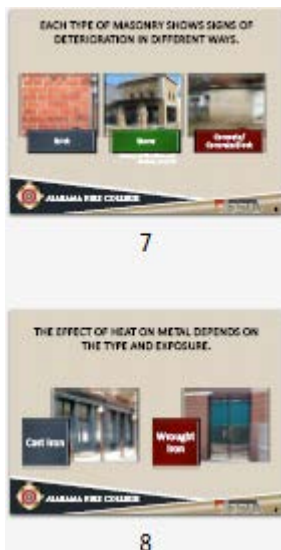 EACH TYPE OF MASONRY SHOWS SIGNS OF
DETERIORATION IN DIFFERENT WAYS.
Brick
Stone
Concrete/
ALABAMA FIRE COLLEGE
7
THE EFFECT OF HEAT ON METAL DEPENDS ON
THE TYPE AND EXPOSURE.
Cast Iron
Wrought
Iron
ALABAMA FIRE COLLEGE
8